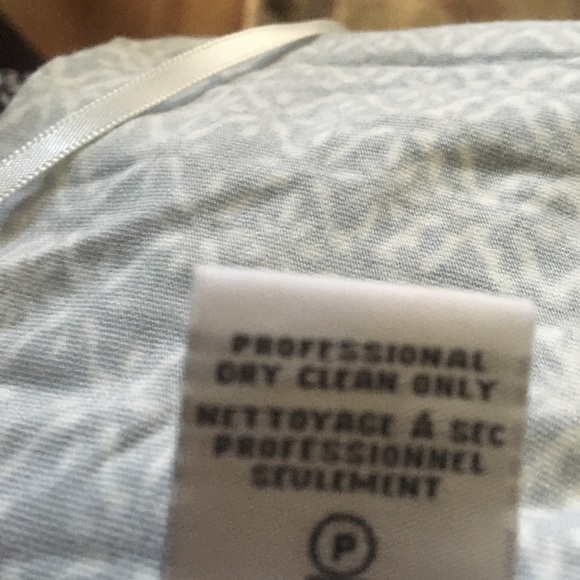 PROFESSIONAL
DRY CLEAN ONLY
NETTOYAGE Á SEC
PROFESSIONNEL
SEULEMENT
P